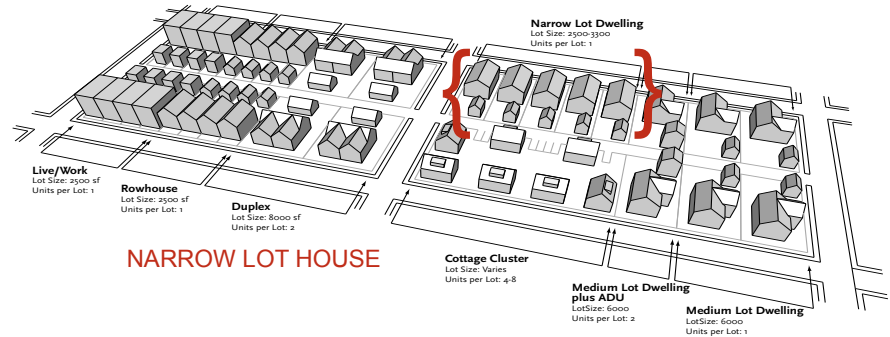 Narrow Lot Dwelling
Lot Size: 2500-3300
Units per Lot: 1
{ }
Live/Work
Lot Size: 2500 sf
Units per Lot: 1
Rowhouse
Lot Size: 2500 sf
Units per Lot: 1
Duplex
Lot Size: 8000 sf
Units per Lot: 2
NARROW LOT HOUSE
Cottage Cluster
Lot Size: Varies
Units per Lot: 4-8
Medium Lot Dwelling
plus ADU
LotSize: 6000
Units per Lot: 2
Medium Lot Dwelling
LotSize: 6000
Units per Lot: 1